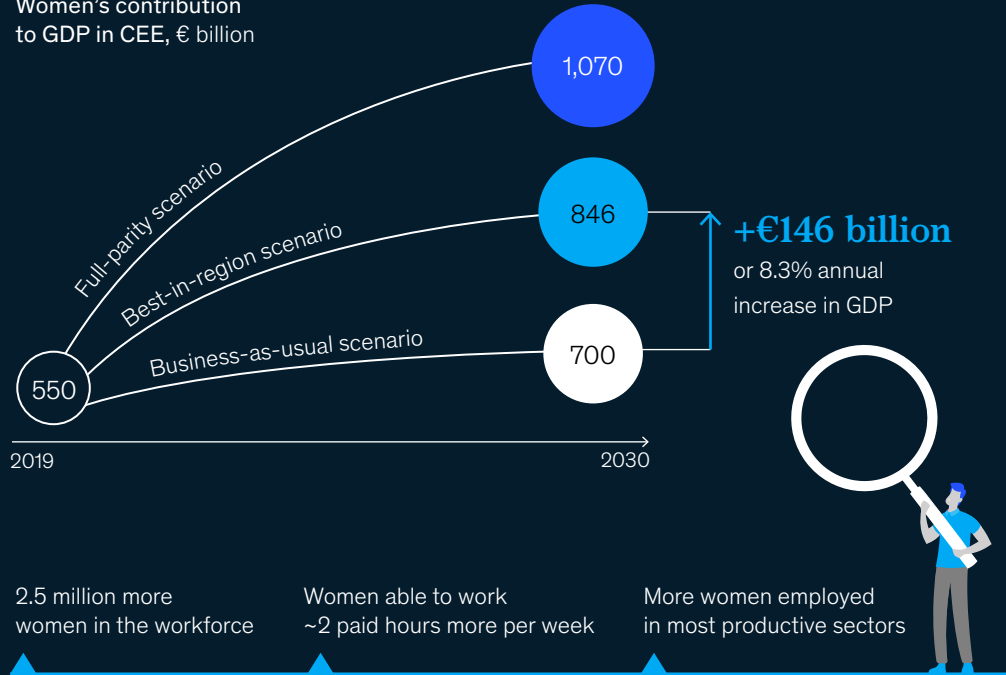 Women's contribution
to GDP in CEE, € billion
1,070
Full-parity scenario
846
Best-in-region scenario
+€146 billion
or 8.3% annual
increase in GDP
Business-as-usual scenario
700
550
2019
2030
2.5 million more
women in the workforce
Women able to work
~2 paid hours more per week
More women employed
in most productive sectors